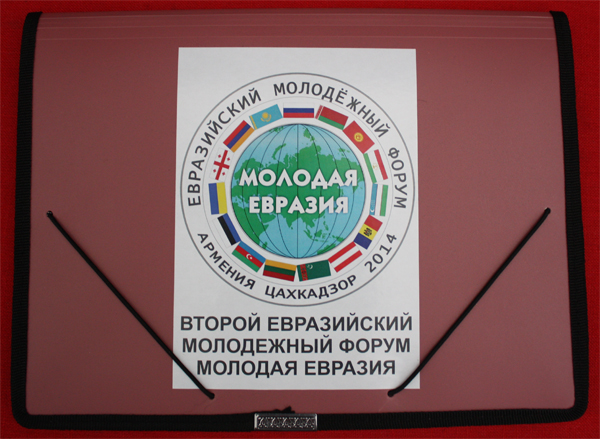 ЕВРАЗИЙСКИЙ МОЛОДЁЖНЫЙ ФОРУМ
МОЛОДАЯ
ЕВРАЗИЯ
АРМЕНИЯ ЦАХКАДЗОР 2014
ВТОРОЙ ЕВРАЗИЙСКИЙ
МОЛОДЕЖНЫЙ ФОРУМ
МОЛОДАЯ ЕВРАЗИЯ